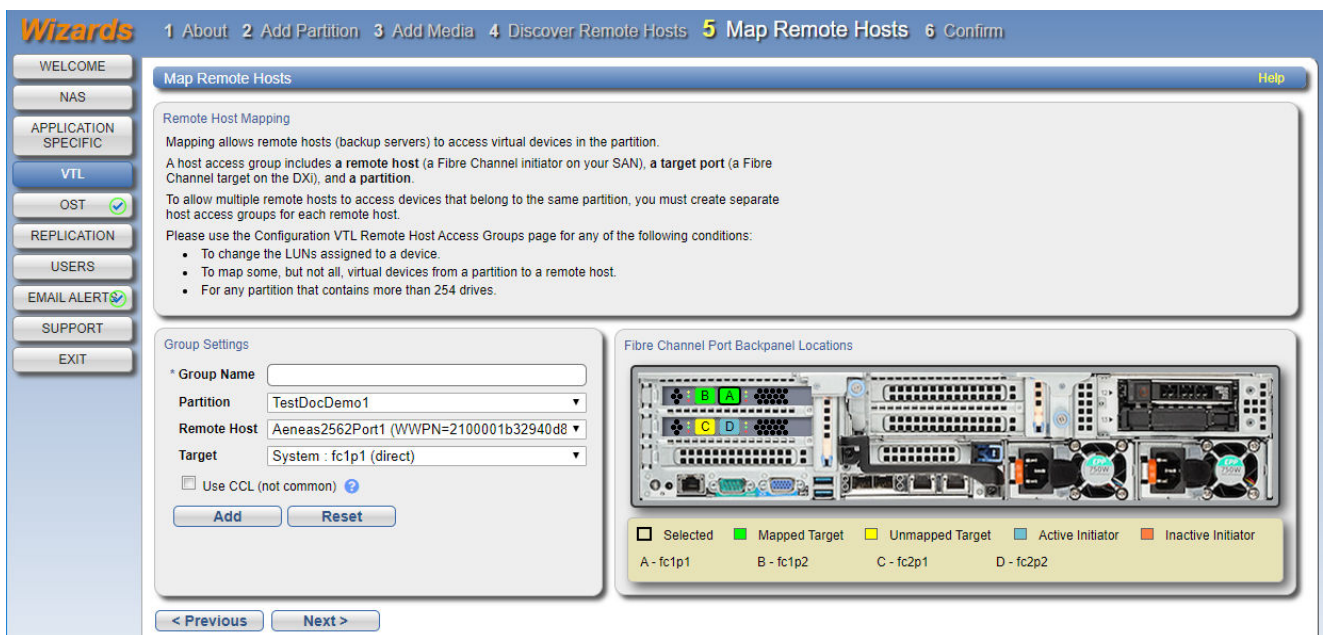 Wizards
1 About 2 Add Partition 3 Add Media 4 Discover Remote Hosts 5 Map Remote Hosts 6 Confirm
WELCOME
NAS
APPLICATION
SPECIFIC
VTL
OST
REPLICATION
USERS
EMAIL ALERTS
SUPPORT
EXIT
Map Remote Hosts
Help
Remote Host Mapping
Mapping allows remote hosts (backup servers) to access virtual devices in the partition.
A host access group includes a remote host (a Fibre Channel initiator on your SAN), a target port (a Fibre
Channel target on the DXi), and a partition.
To allow multiple remote hosts to access devices that belong to the same partition, you must create separate
host access groups for each remote host.
Please use the Configuration VTL Remote Host Access Groups page for any of the following conditions:
• To change the LUNs assigned to a device.
• To map some, but not all, virtual devices from a partition to a remote host.
• For any partition that contains more than 254 drives.
Group Settings
* Group Name
Partition TestDocDemo1
Remote Host Aeneas2562Port1 (WWPN=2100001b32940d8
Target System : fc1p1 (direct)
Use CCL (not common) ?
Add Reset
Fibre Channel Port Backpanel Locations
B A
C D
750W 750W
Selected Mapped Target Unmapped Target Active Initiator Inactive Initiator
A - fc1p1 B - fc1p2 C - fc2p1 D - fc2p2
< Previous Next >